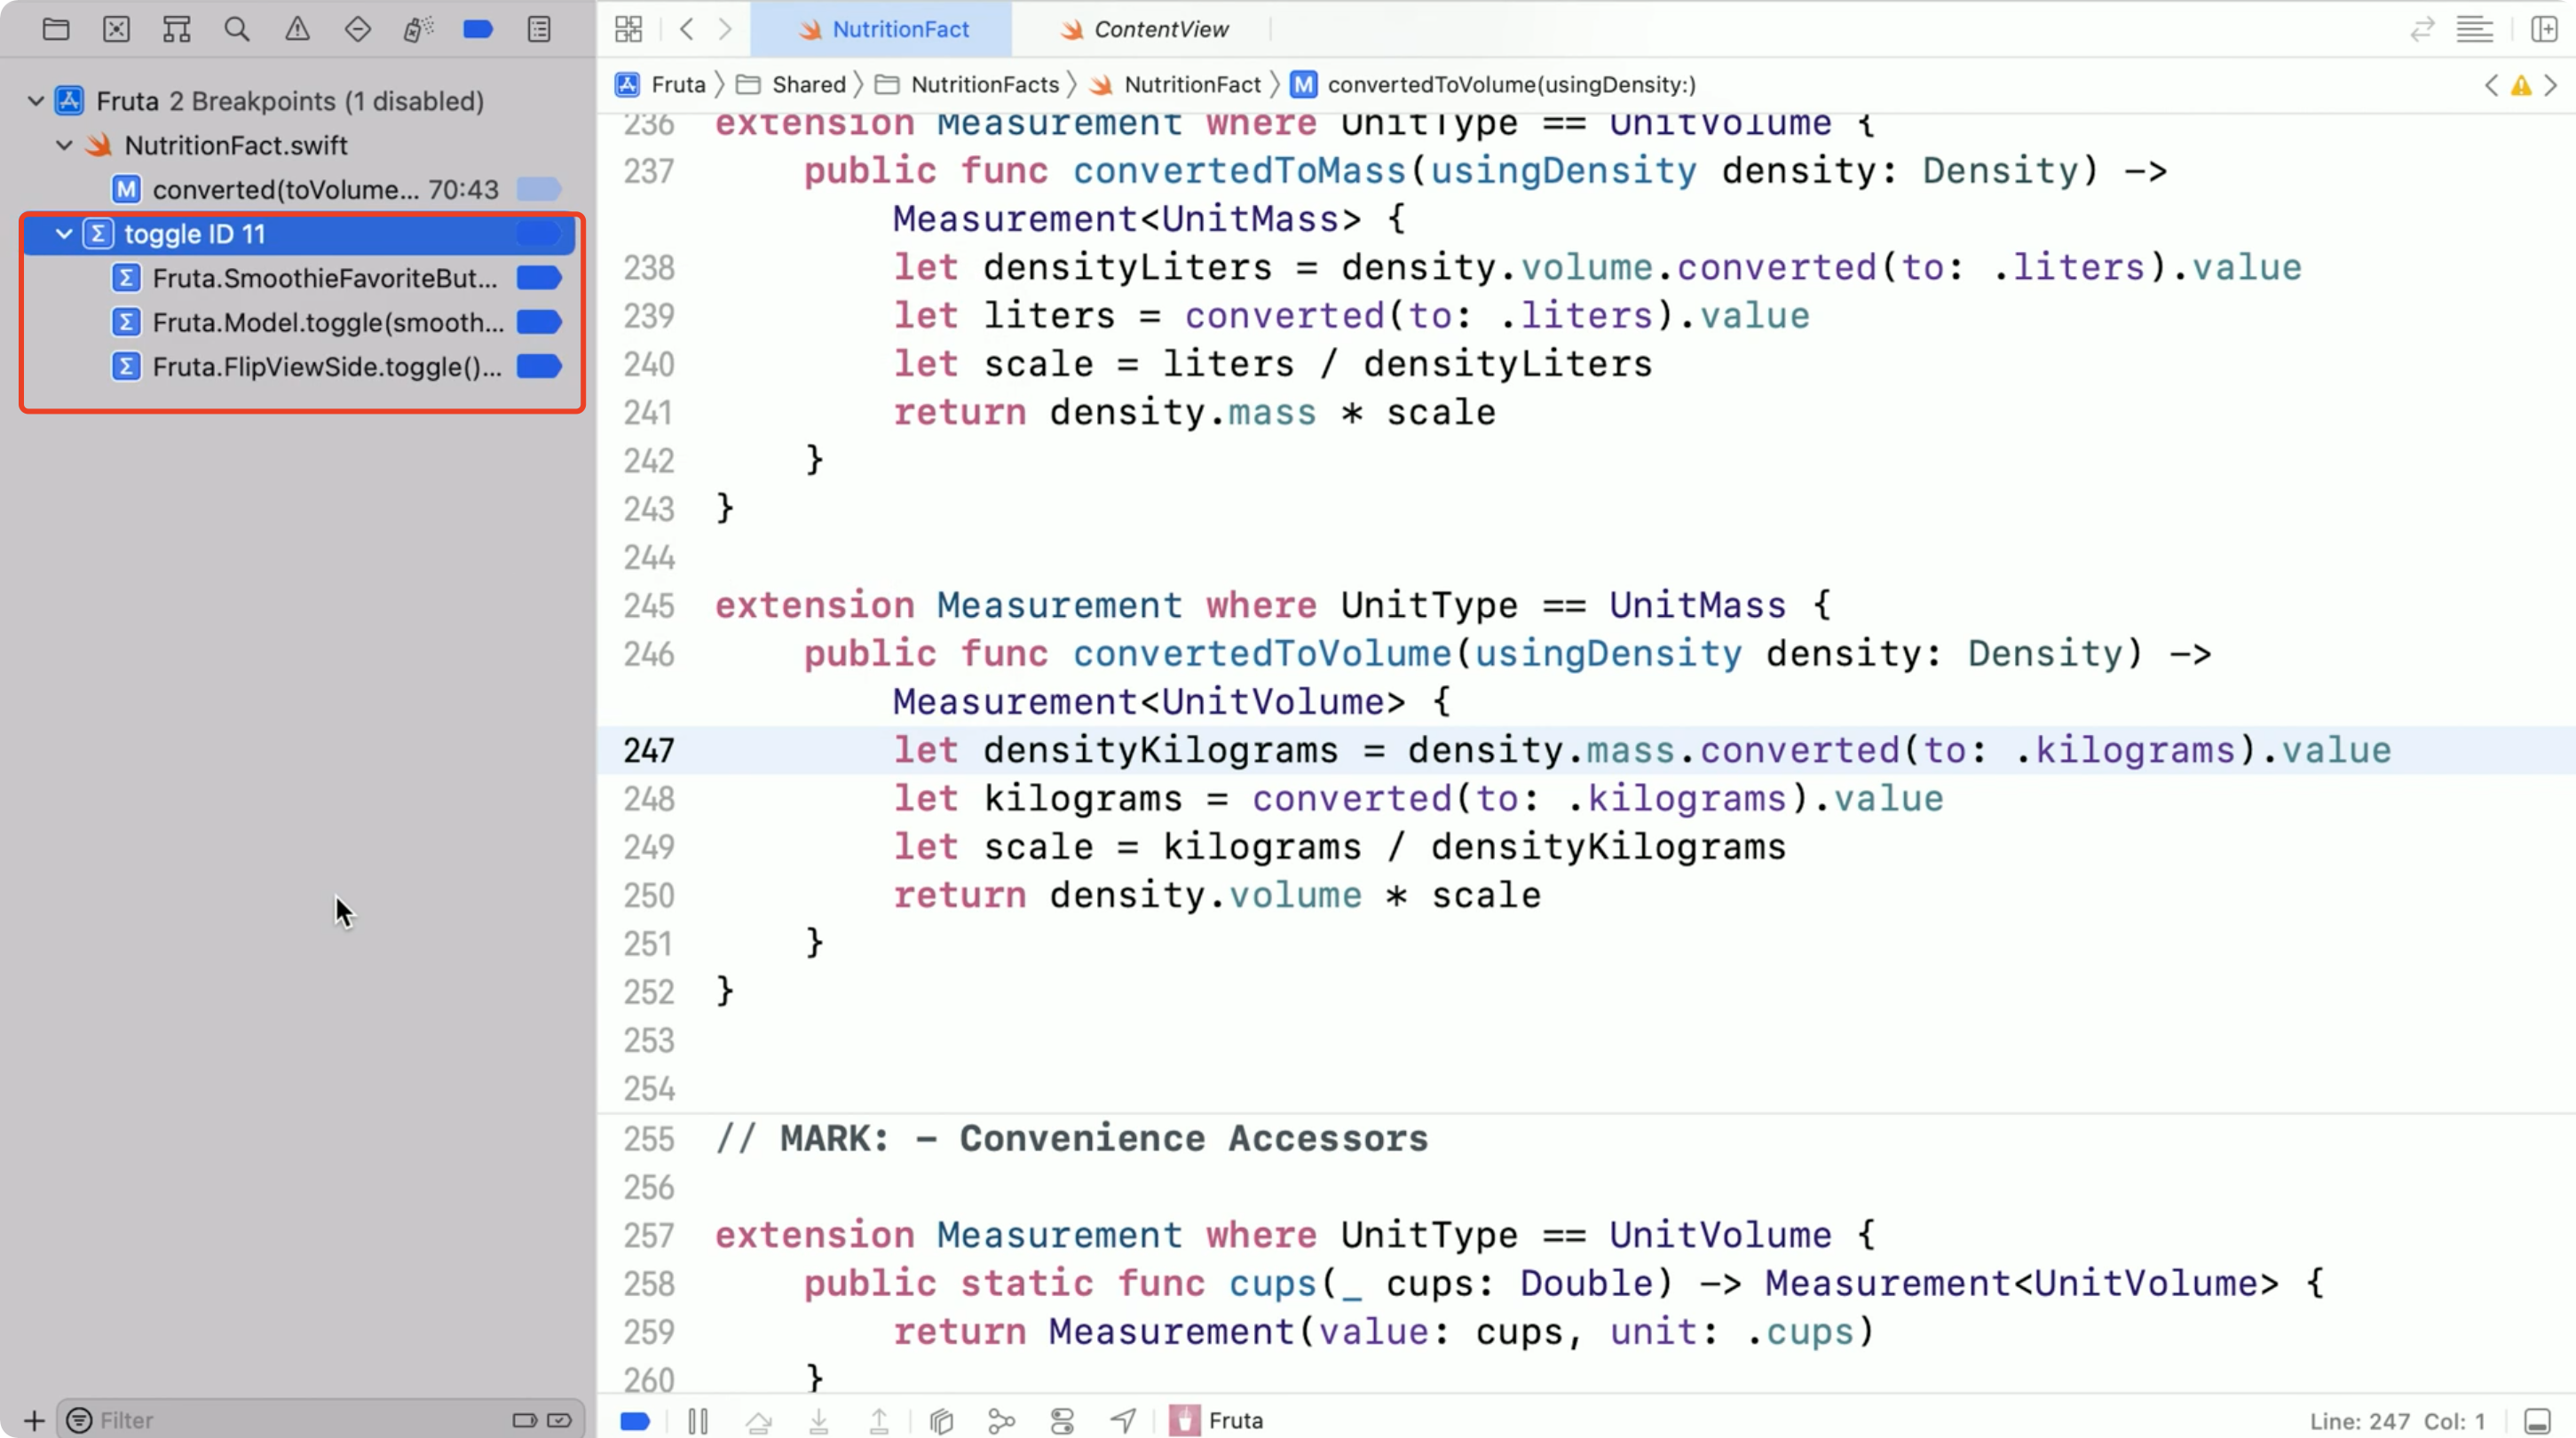 NutritionFact
ContentView
Fruta 2 Breakpoints (1 disabled)
NutritionFact.swift
M converted(toVolume... 70:43
Σ toggle ID 11
Σ Fruta.SmoothieFavoriteBut...
Σ Fruta.Model.toggle(smooth...
Σ Fruta.FlipViewSide.toggle()...
Filter
Fruta 〉 Shared 〉 NutritionFacts 〉 NutritionFact 〉 M convertedToVolume(usingDensity:)
236 extension Measurement where UnitType == UnitVolume {
237 public func convertedToMass(usingDensity density: Density) ->
Measurement<UnitMass> {
238 let densityLiters = density.volume.converted(to: .liters).value
239 let liters = converted(to: .liters).value
240 let scale = liters / densityLiters
241 return density.mass * scale
242 }
243 }
244
245 extension Measurement where UnitType == UnitMass {
246 public func convertedToVolume(usingDensity density: Density) ->
Measurement<UnitVolume> {
247 let densityKilograms = density.mass.converted(to: .kilograms).value
248 let kilograms = converted(to: .kilograms).value
249 let scale = kilograms / densityKilograms
250 return density.volume * scale
251 }
252 }
253
254
255 // MARK: - Convenience Accessors
256
257 extension Measurement where UnitType == UnitVolume {
258 public static func cups(_ cups: Double) -> Measurement<UnitVolume> {
259 return Measurement(value: cups, unit: .cups)
260 }
Fruta
Line: 247 Col: 1